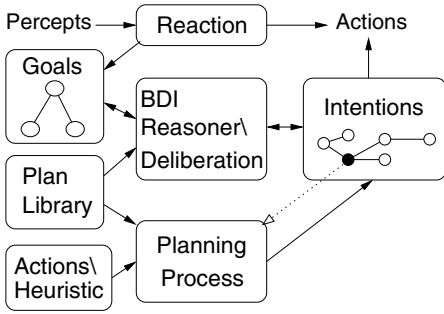 Percepts
Reaction
Actions
Goals
BDI
Reasoner\
Deliberation
Intentions
Plan
Library
Planning
Process
Actions\
Heuristic